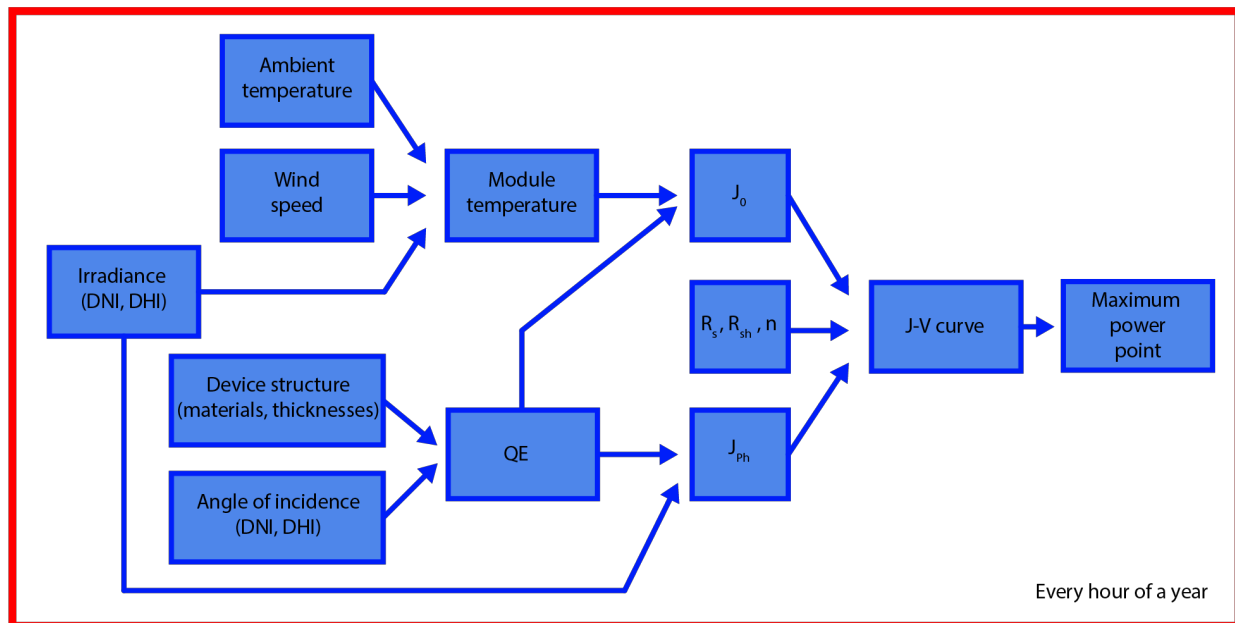 Ambient
temperature
Wind
speed
Module
temperature
J₀
Irradiance
(DNI, DHI)
Rₛ, Rₛₕ, n
J-V curve
Maximum
power
point
Device structure
(materials, thicknesses)
QE
J_Ph
Angle of incidence
(DNI, DHI)
Every hour of a year